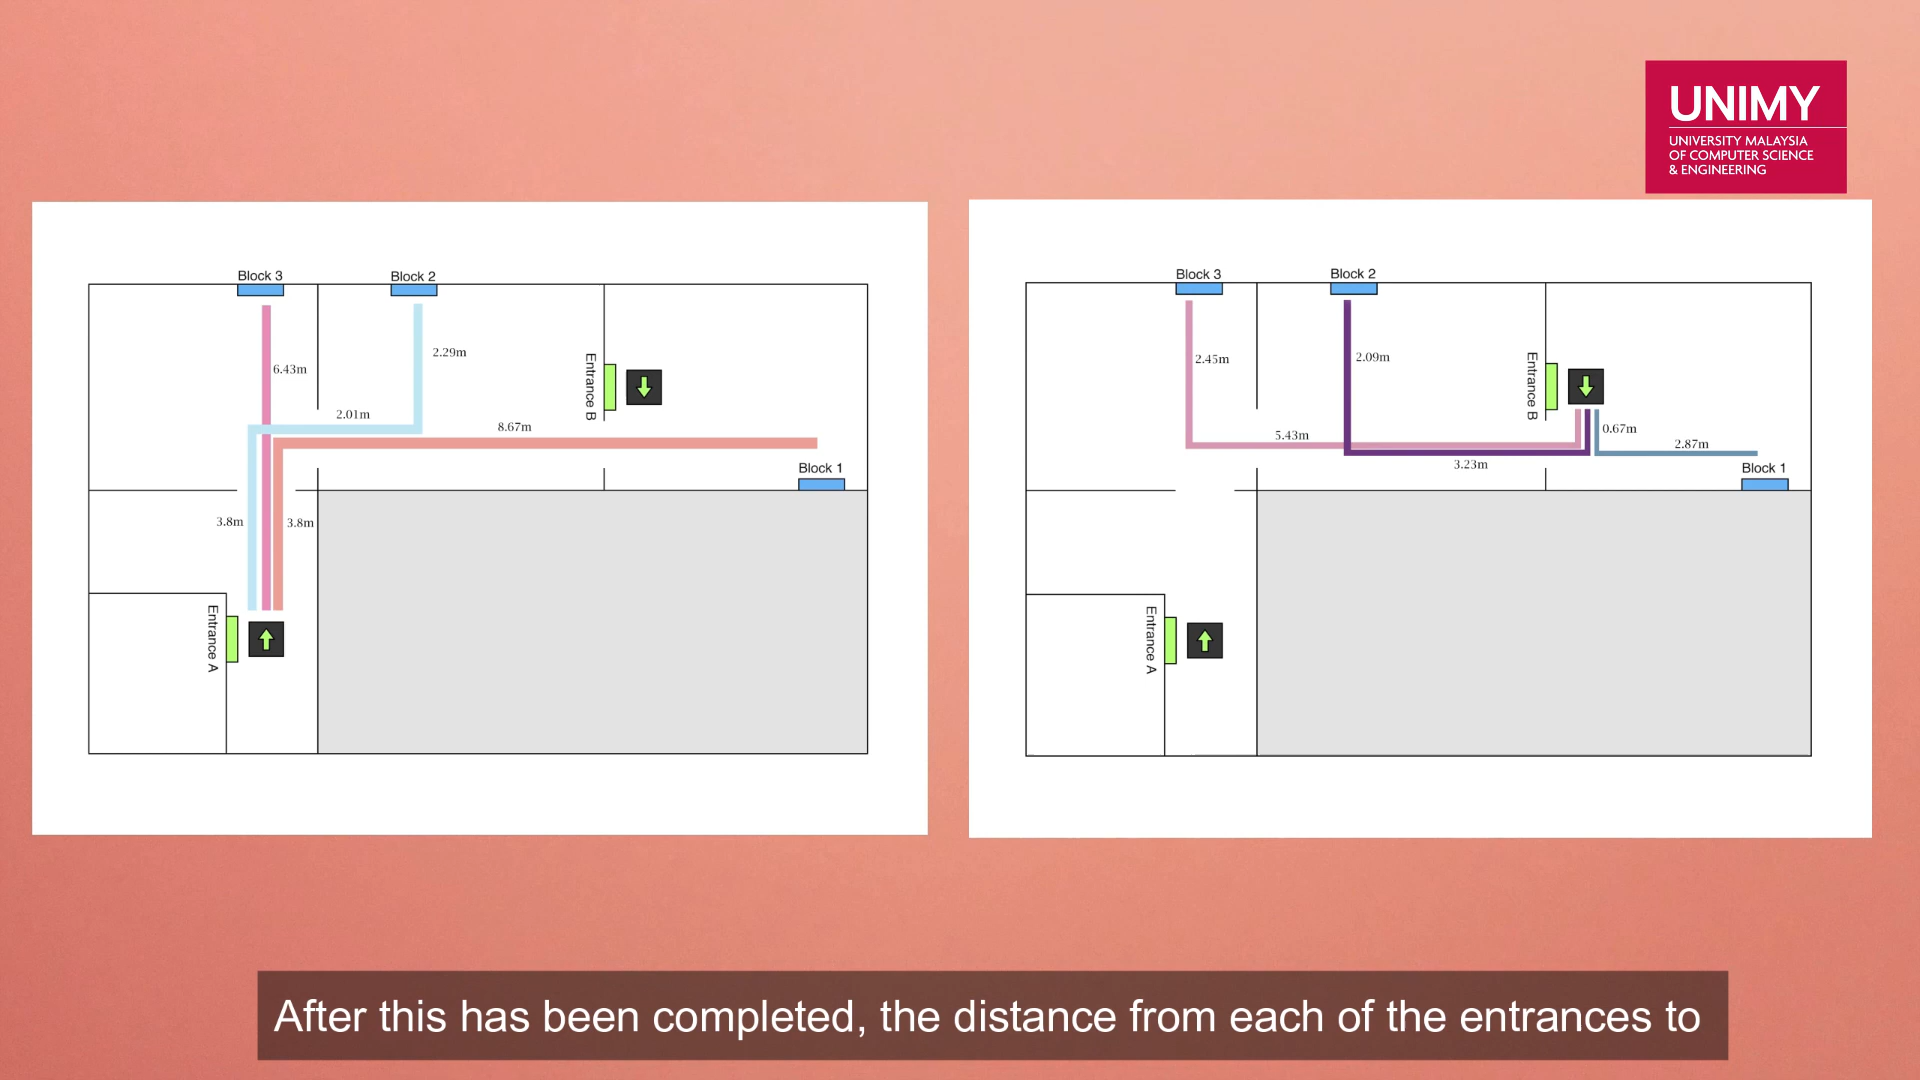 UNIMY
UNIVERSITY MALAYSIA
OF COMPUTER SCIENCE
& ENGINEERING
Block 3
Block 2
2.29m
6.43m
Entrance B
2.01m
8.67m
Block 1
3.8m
3.8m
Entrance A
Block 3
Block 2
2.45m
2.09m
Entrance B
0.67m
5.43m
2.87m
3.23m
Block 1
Entrance A
After this has been completed, the distance from each of the entrances to